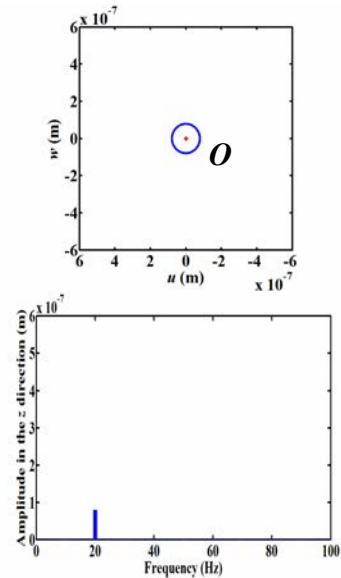 x 10^-7
6
4
2
0
-2
-4
-6
w (m)
O
6 4 2 0 -2 -4 -6
u (m)
x 10^-7
x 10^-7
6
5
4
3
2
1
0
Amplitude in the z direction (m)
0 20 40 60 80 100
Frequency (Hz)